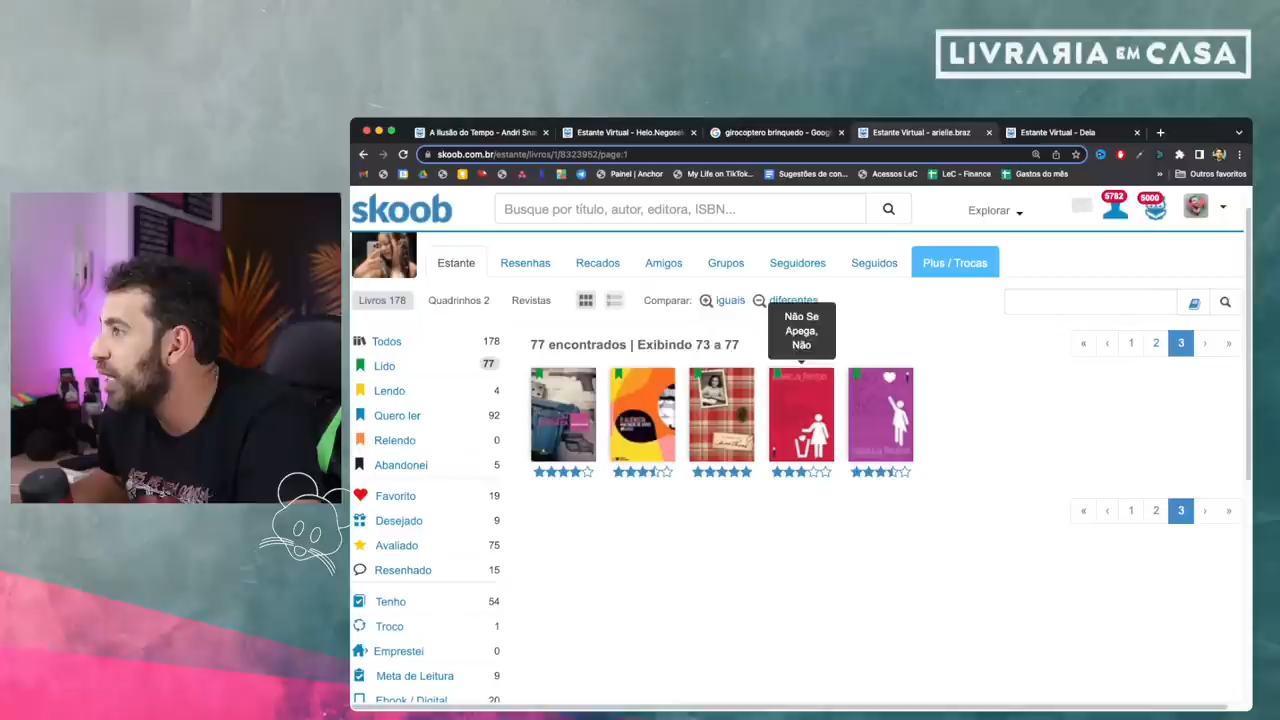 LIVRARIA EM CASA
A Ilusão do Tempo - Andri Sna
Estante Virtual - Helo.Negosek
girocoptero brinquedo - Goog
Estante Virtual - arielle.braz
Estante Virtual - Deia
skoob.com.br/estante/livros/1/8323952/page:1
Painel | Anchor
My Life on TikTok...
Sugestões de con...
Acessos LeC
LeC - Finance
Gastos do mês
»
Outros favoritos
skoob
Busque por título, autor, editora, ISBN...
Explorar
5782
5000
Estante
Resenhas
Recados
Amigos
Grupos
Seguidores
Seguidos
Plus / Trocas
Livros 178
Quadrinhos 2
Revistas
Comparar:
iguais
diferentes
Não Se
Apega,
Não
77 encontrados | Exibindo 73 a 77
« ‹ 1 2 3 › »
Todos 178
Lido 77
Lendo 4
Quero ler 92
Relendo 0
Abandonei 5
Favorito 19
Desejado 9
Avaliado 75
Resenhado 15
Tenho 54
Troco 1
Emprestei 0
Meta de Leitura 9
Ebook / Digital 20
« ‹ 1 2 3 › »